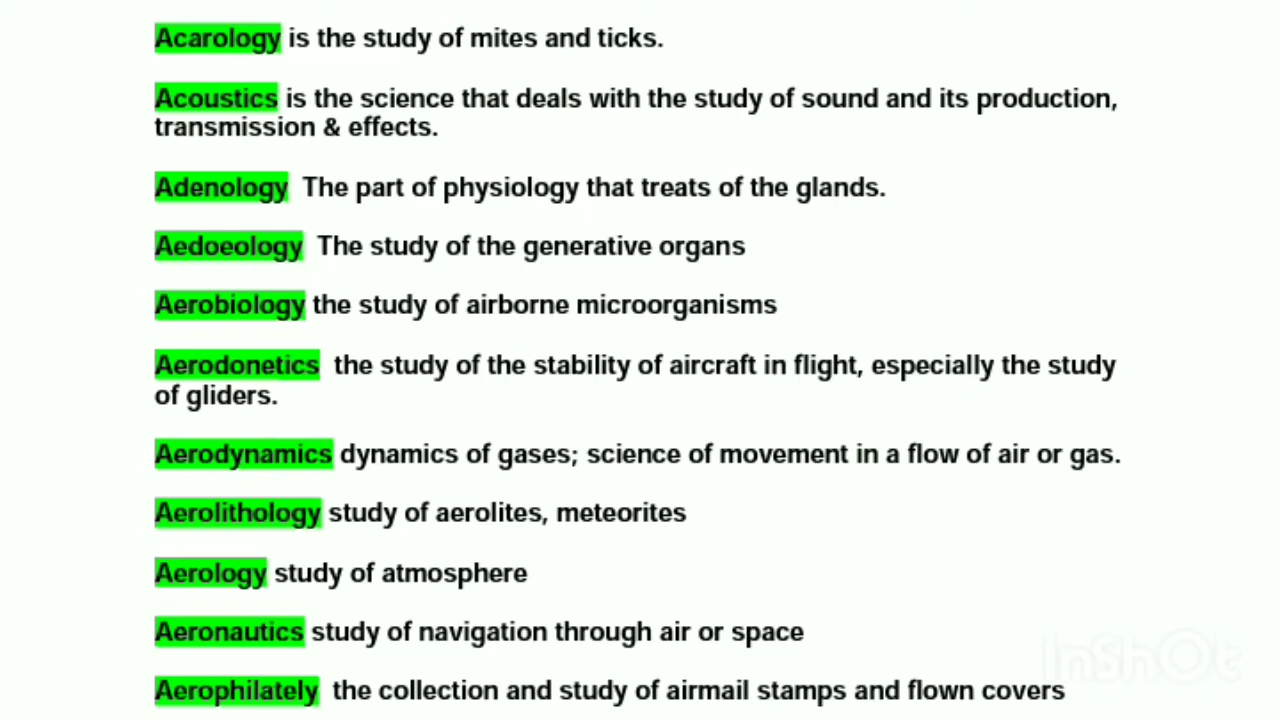 Acarology is the study of mites and ticks.
Acoustics is the science that deals with the study of sound and its production,
transmission & effects.
Adenology The part of physiology that treats of the glands.
Aedoeology The study of the generative organs
Aerobiology the study of airborne microorganisms
Aerodonetics the study of the stability of aircraft in flight, especially the study
of gliders.
Aerodynamics dynamics of gases; science of movement in a flow of air or gas.
Aerolithology study of aerolites, meteorites
Aerology study of atmosphere
Aeronautics study of navigation through air or space
InShOt
Aerophilately the collection and study of airmail stamps and flown covers